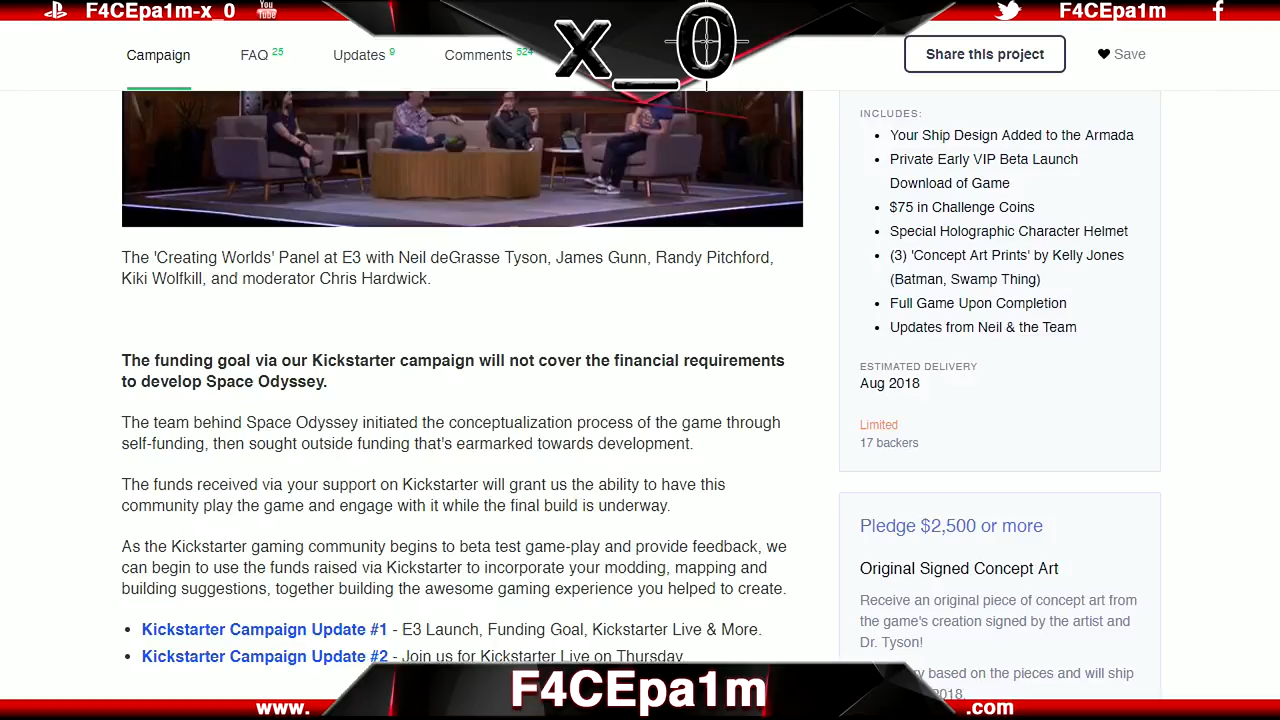 F4CEpa1m-x_0
You
Tube
F4CEpa1m
x_0
Campaign
FAQ 25
Updates 9
Comments 524
Share this project
Save
The 'Creating Worlds' Panel at E3 with Neil deGrasse Tyson, James Gunn, Randy Pitchford,
Kiki Wolfkill, and moderator Chris Hardwick.
The funding goal via our Kickstarter campaign will not cover the financial requirements
to develop Space Odyssey.
The team behind Space Odyssey initiated the conceptualization process of the game through
self-funding, then sought outside funding that's earmarked towards development.
The funds received via your support on Kickstarter will grant us the ability to have this
community play the game and engage with it while the final build is underway.
As the Kickstarter gaming community begins to beta test game-play and provide feedback, we
can begin to use the funds raised via Kickstarter to incorporate your modding, mapping and
building suggestions, together building the awesome gaming experience you helped to create.
• Kickstarter Campaign Update #1 - E3 Launch, Funding Goal, Kickstarter Live & More.
• Kickstarter Campaign Update #2 - Join us for Kickstarter Live on Thursday.
INCLUDES:
• Your Ship Design Added to the Armada
• Private Early VIP Beta Launch
Download of Game
• $75 in Challenge Coins
• Special Holographic Character Helmet
• (3) 'Concept Art Prints' by Kelly Jones
(Batman, Swamp Thing)
• Full Game Upon Completion
• Updates from Neil & the Team
ESTIMATED DELIVERY
Aug 2018
Limited
17 backers
Pledge $2,500 or more
Original Signed Concept Art
Receive an original piece of concept art from
the game's creation signed by the artist and
Dr. Tyson!
based on the pieces and will ship
2018.
www.
F4CEpa1m
.com